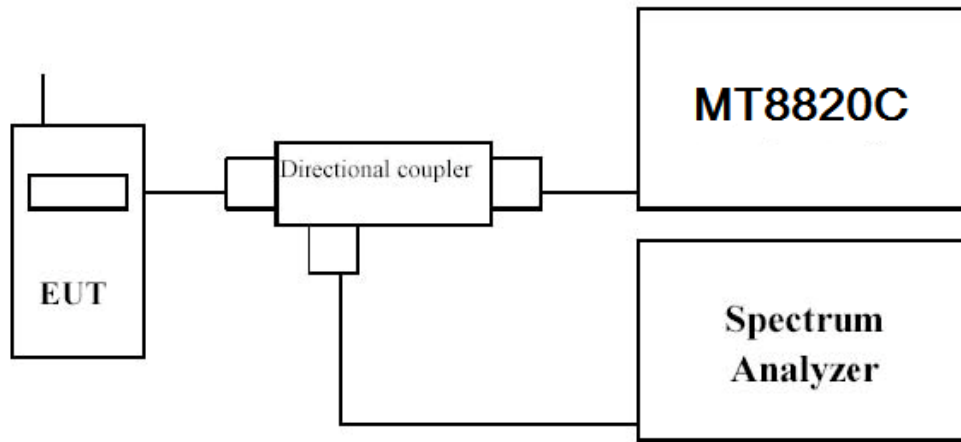 MT8820C
Directional coupler
EUT
Spectrum
Analyzer